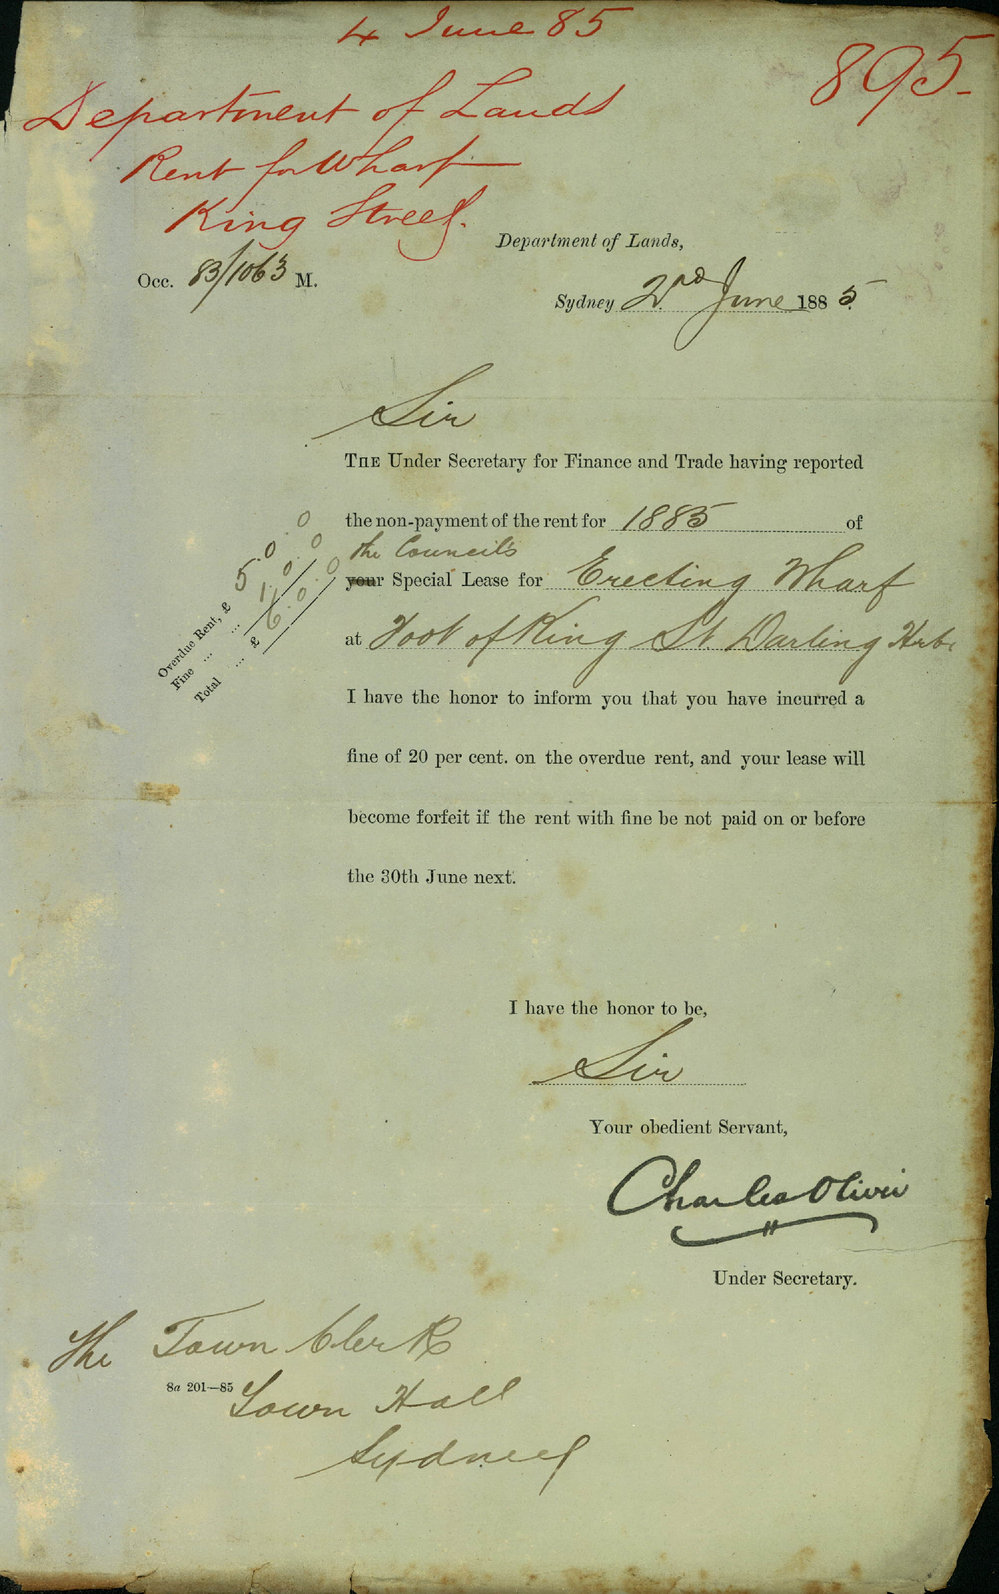 4 June 85
895
Department of Lands
Rent for Wharf
King Street.
Department of Lands,
Occ. 83/1063 M.
Sydney 2nd June 1885.
Sir
THE Under Secretary for Finance and Trade having reported
the non-payment of the rent for 1885 of
the Council's
your Special Lease for Erecting Wharf
at Foot of King St. Darling Harbr
Overdue Rent, £ 5.0.0
Fine ... ... 1.0.0
Total ... £ 6.0.0
I have the honor to inform you that you have incurred a
fine of 20 per cent. on the overdue rent, and your lease will
become forfeit if the rent with fine be not paid on or before
the 30th June next.
I have the honor to be,
Sir
Your obedient Servant,
Charles Oliver
Under Secretary.
The Town Clerk
8a 201—85
Town Hall
Sydney